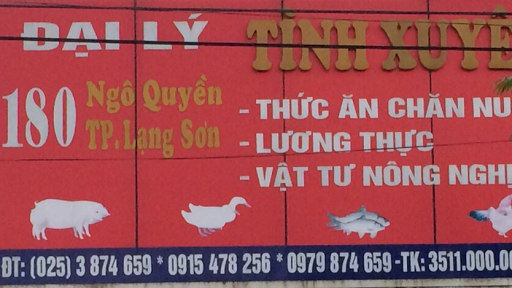 ĐẠI LÝ TÌNH XUYÊ
180 Ngô Quyền
TP. Lạng Sơn
- THỨC ĂN CHĂN NU
- LƯƠNG THỰC
- VẬT TƯ NÔNG NGHI
ĐT: (025) 3 874 659 * 0915 478 256 * 0979 874 659 -TK: 3511.000.0